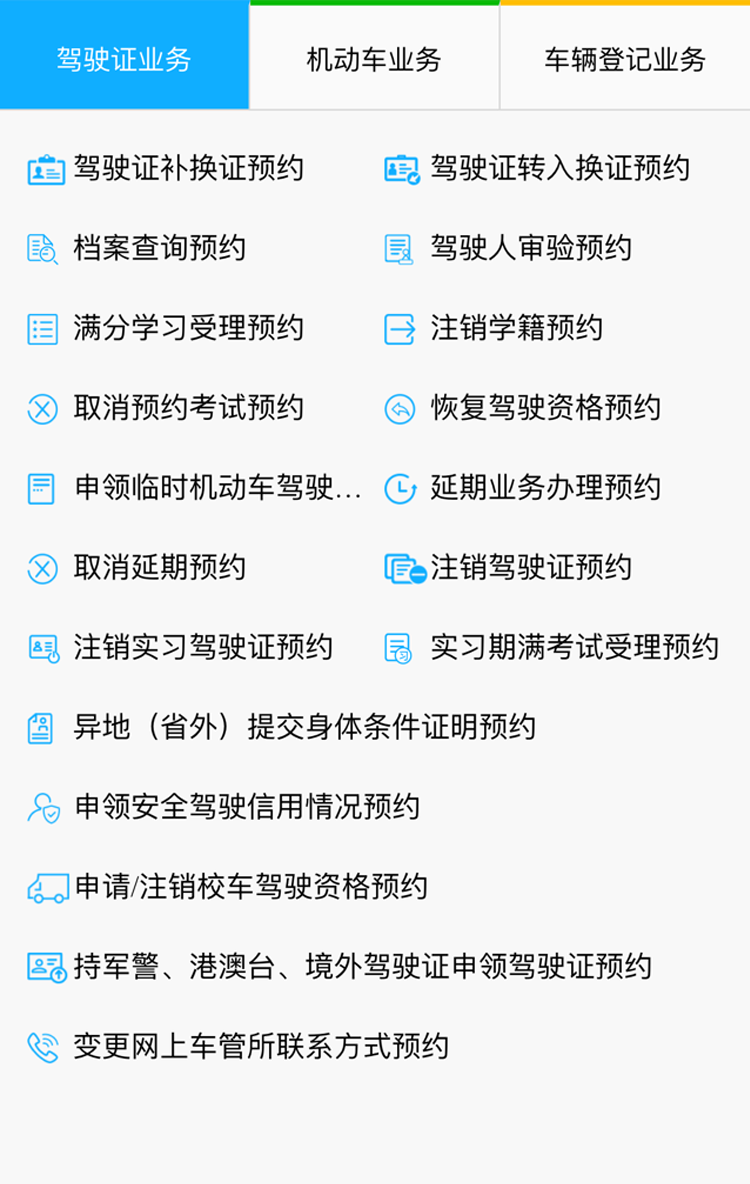 驾驶证业务 机动车业务 车辆登记业务
驾驶证补换证预约 驾驶证转入换证预约
档案查询预约 驾驶人审验预约
满分学习受理预约 注销学籍预约
取消预约考试预约 恢复驾驶资格预约
申领临时机动车驾驶... 延期业务办理预约
取消延期预约 注销驾驶证预约
注销实习驾驶证预约 实习期满考试受理预约
异地（省外）提交身体条件证明预约
申领安全驾驶信用情况预约
申请/注销校车驾驶资格预约
持军警、港澳台、境外驾驶证申领驾驶证预约
变更网上车管所联系方式预约